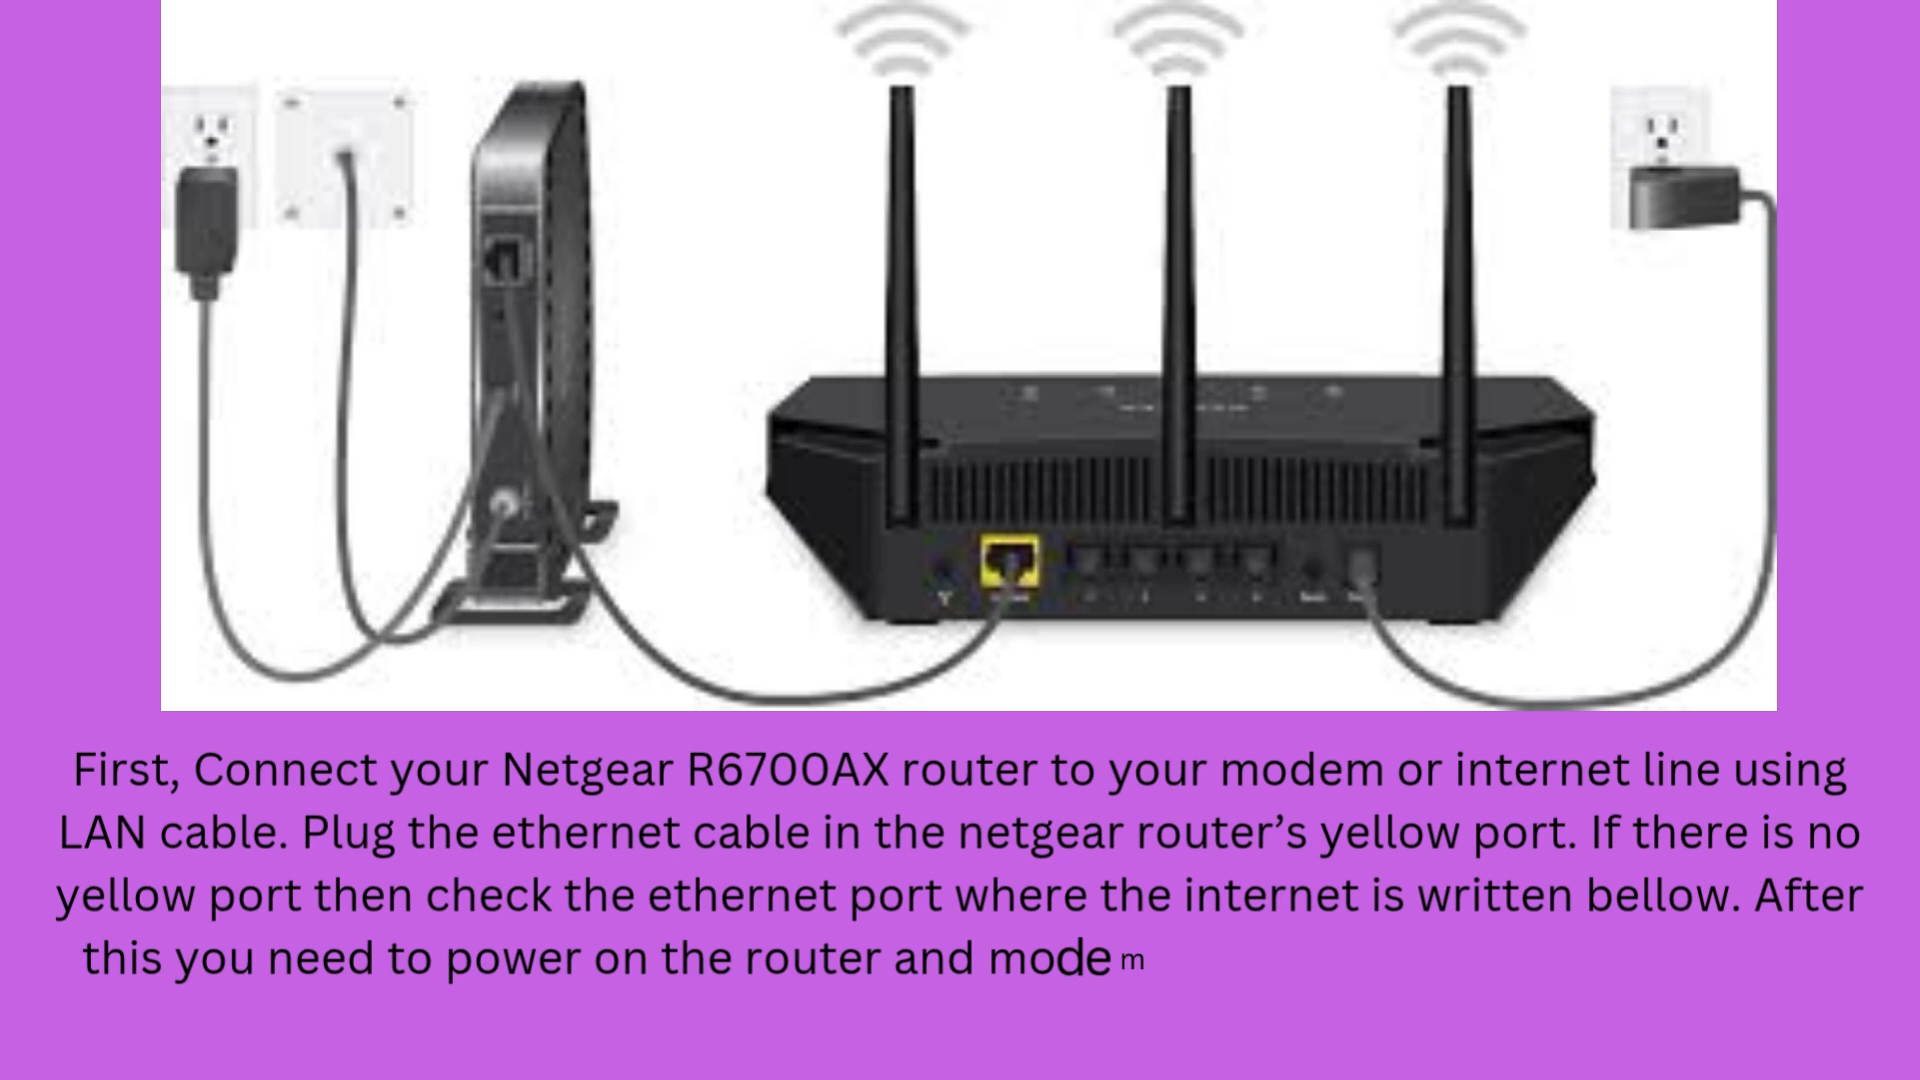 First, Connect your Netgear R6700AX router to your modem or internet line using
LAN cable. Plug the ethernet cable in the netgear router’s yellow port. If there is no
yellow port then check the ethernet port where the internet is written bellow. After
this you need to power on the router and mode m